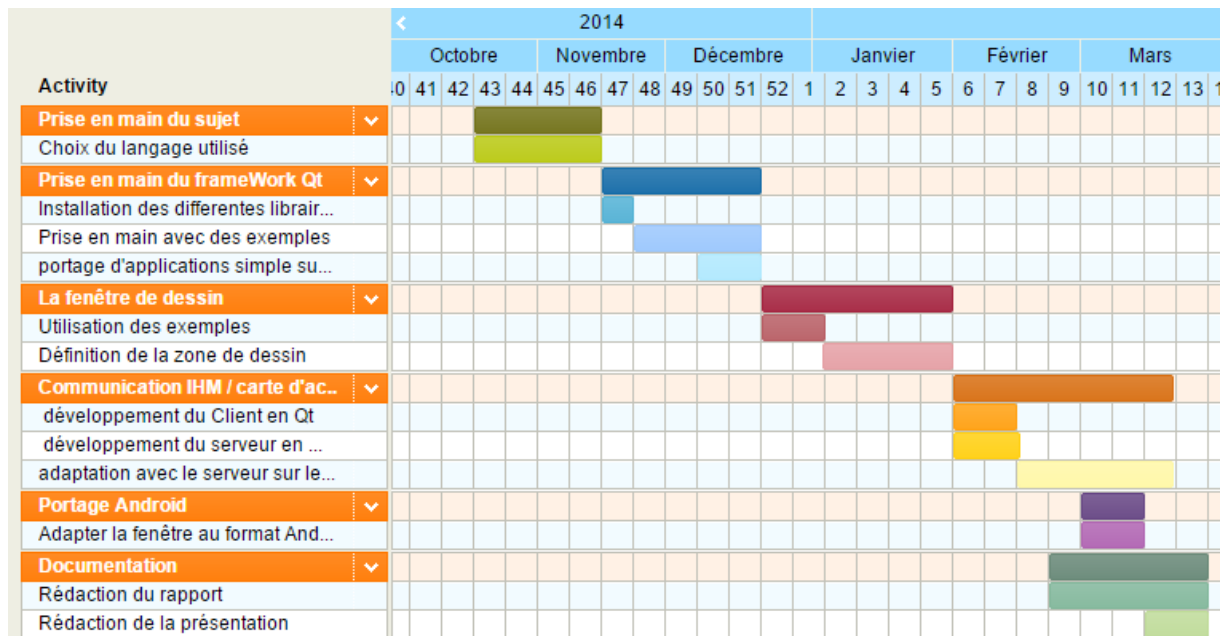 2014
Octobre Novembre Décembre Janvier Février Mars
Activity
40 41 42 43 44 45 46 47 48 49 50 51 52 1 2 3 4 5 6 7 8 9 10 11 12 13
Prise en main du sujet
Choix du langage utilisé
Prise en main du frameWork Qt
Installation des differentes librair...
Prise en main avec des exemples
portage d'applications simple su...
La fenêtre de dessin
Utilisation des exemples
Définition de la zone de dessin
Communication IHM / carte d'ac..
développement du Client en Qt
développement du serveur en ...
adaptation avec le serveur sur le...
Portage Android
Adapter la fenêtre au format And...
Documentation
Rédaction du rapport
Rédaction de la présentation